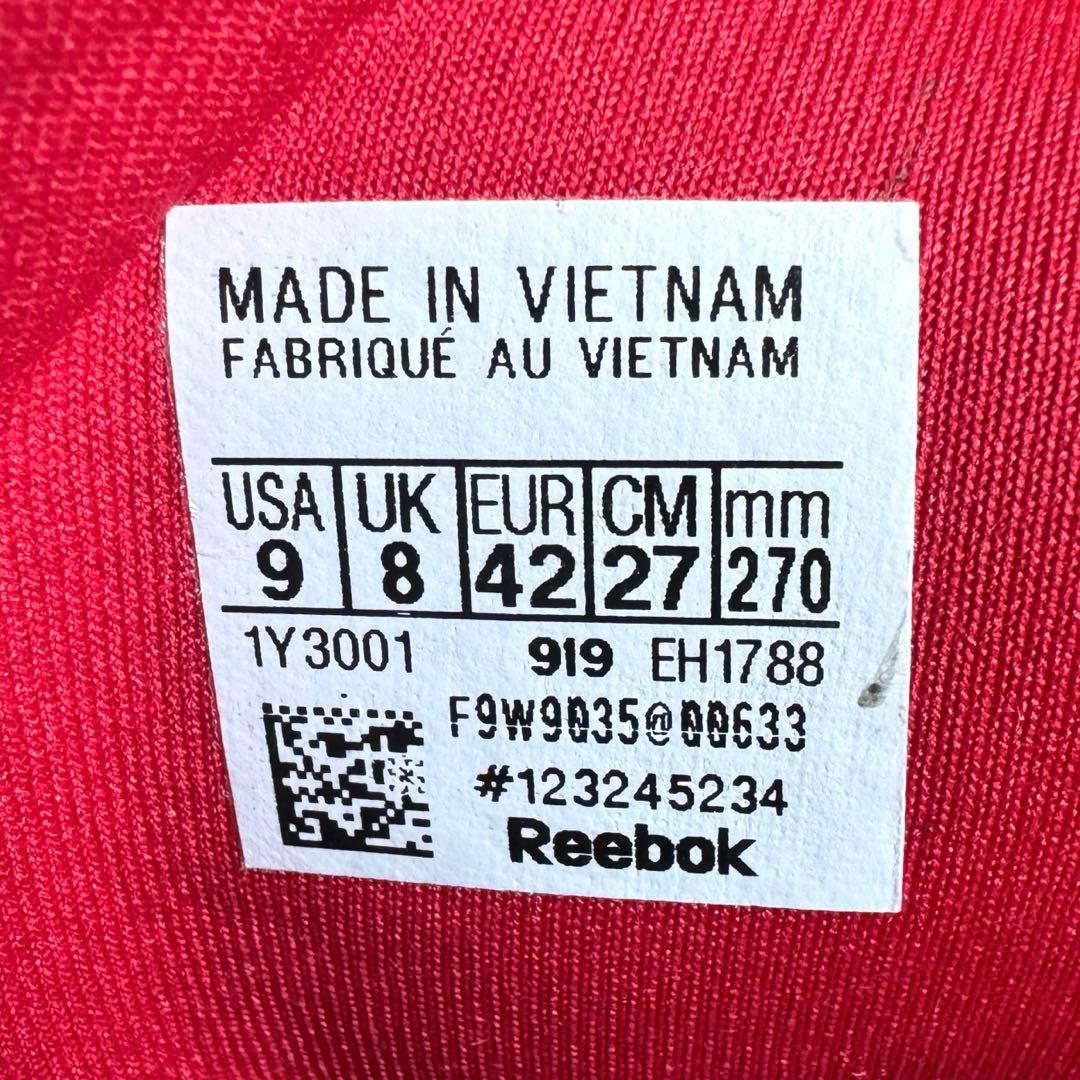 MADE IN VIETNAM
FABRIQUÉ AU VIETNAM
USA UK EUR CM mm
9 8 42 27 270
1Y3001 919 EH1788
F9W9035@00633
#123245234
Reebok